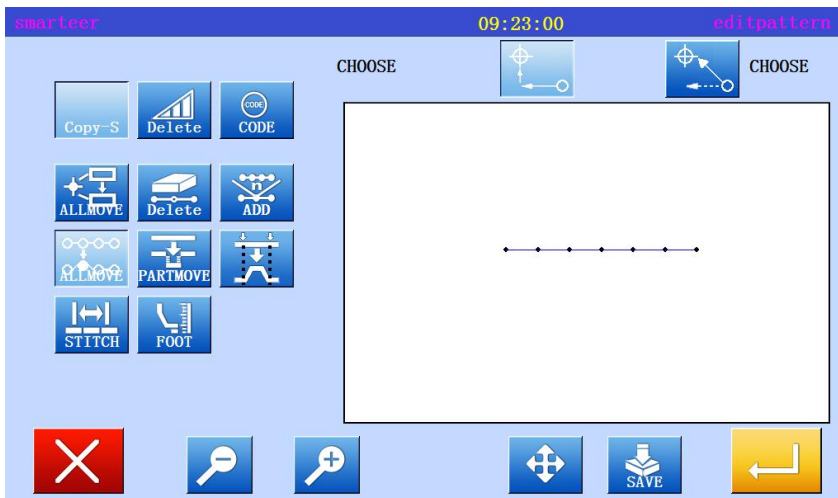 smarteer 09:23:00 editpattern
CHOOSE CHOOSE
Copy-S Delete CODE CODE
ALLMOVE Delete n ADD
ALLMOVE PARTMOVE
STITCH FOOT
SAVE